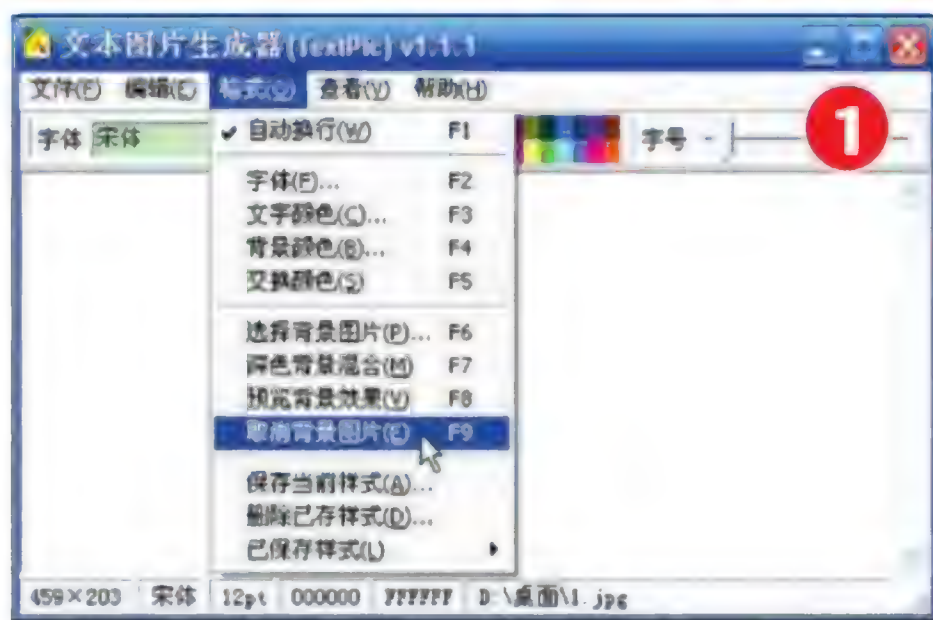 文本图片生成器(TextPic) v1.1.1
文件(F) 编辑(E) 格式(O) 查看(V) 帮助(H)
1
字体 宋体 字号
✓ 自动换行(W) F1
字体(F)... F2
文字颜色(C)... F3
背景颜色(B)... F4
交换颜色(S) F5
选择背景图片(P)... F6
颜色背景混合(M) F7
预览背景效果(V) F8
取消背景图片(E) F9
保存当前样式(A)...
删除已存样式(D)...
已保存样式(L)
459×203 宋体 12pt 000000 FFFFFF D:\桌面\1.jpg